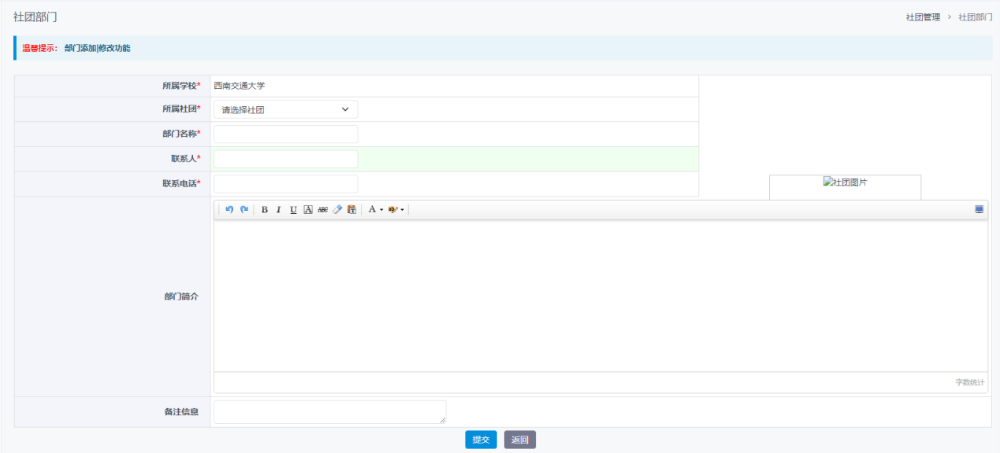 社团部门
社团管理 > 社团部门
温馨提示： 部门添加|修改功能
所属学校* 西南交通大学
所属社团* 请选择社团
部门名称*
联系人*
联系电话*
社团图片
B I U A ABC A ab
部门简介
字数统计
备注信息
提交 返回